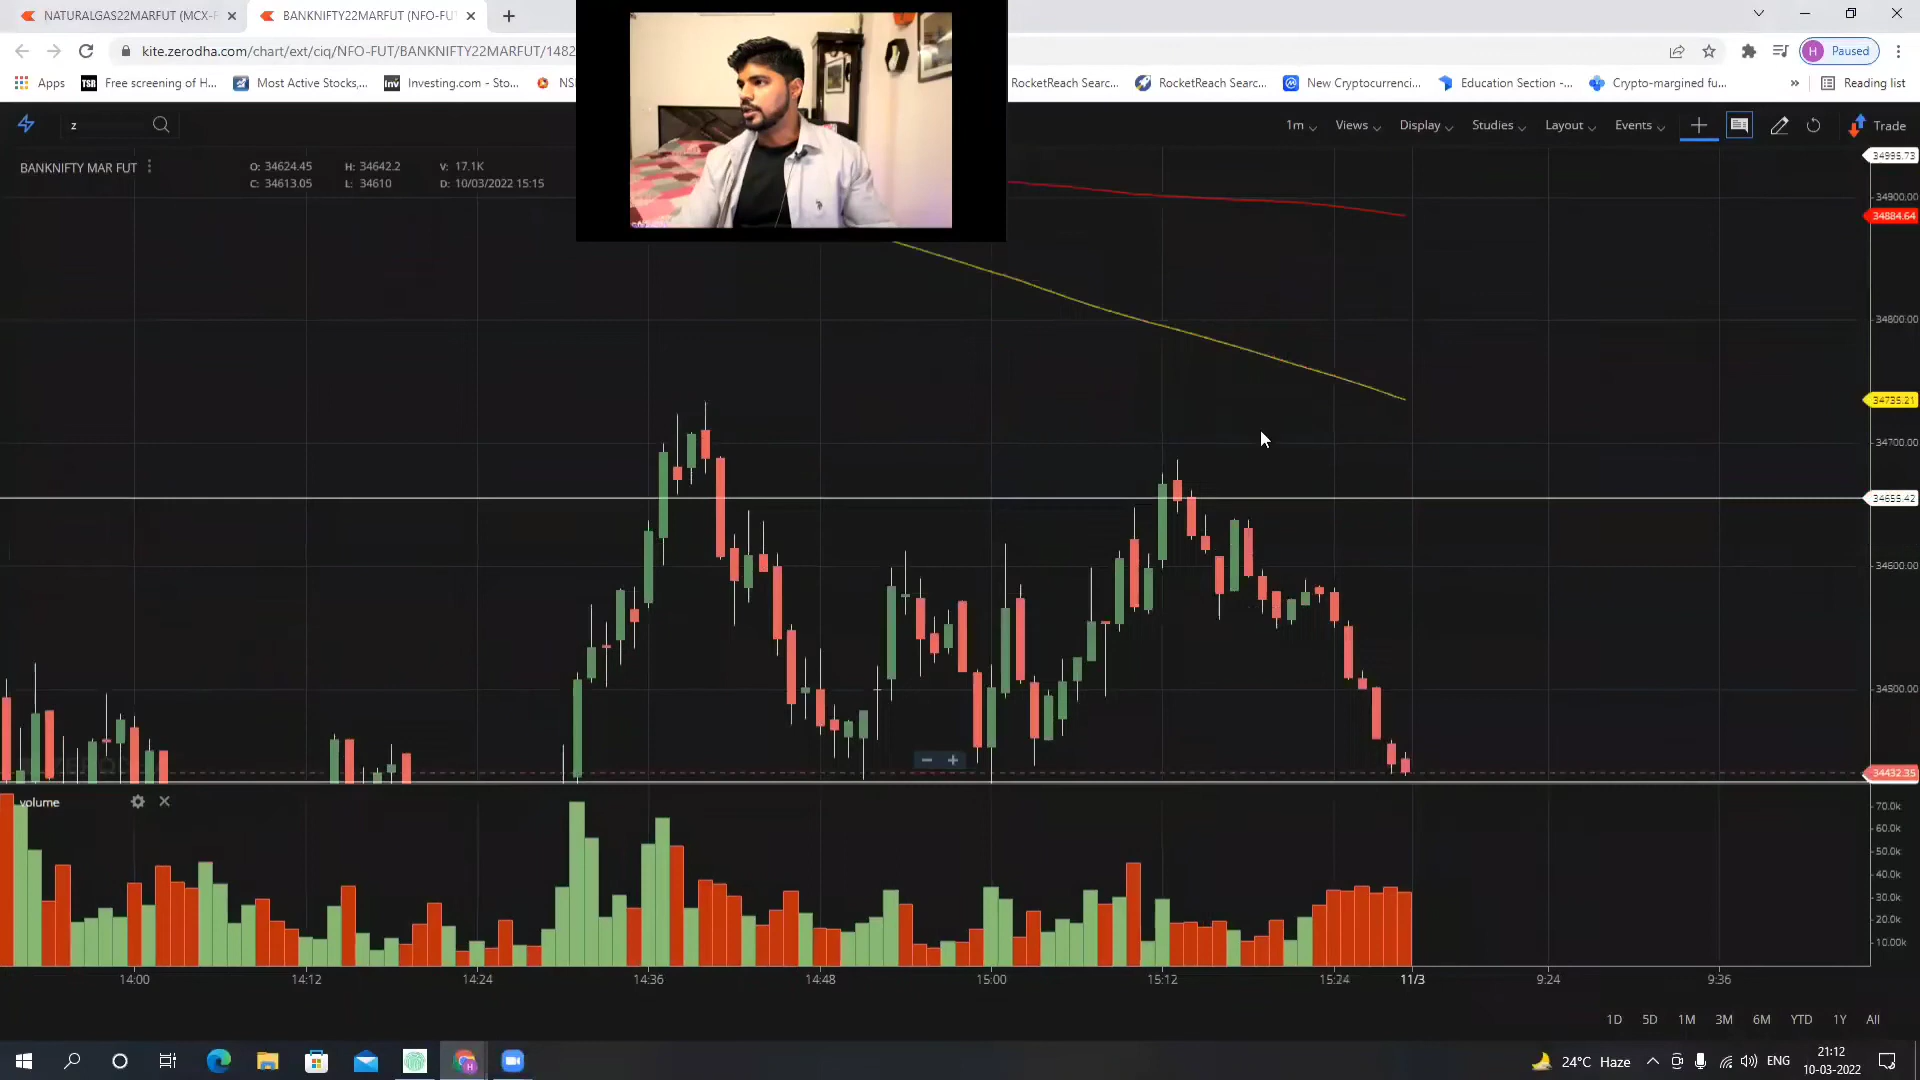 NATURALGAS22MARFUT (MCX-F
BANKNIFTY22MARFUT (NFO-FUT
kite.zerodha.com/chart/ext/ciq/NFO-FUT/BANKNIFTY22MARFUT/1482
H Paused
Apps
TSR Free screening of H...
Most Active Stocks,...
Inv Investing.com - Sto...
NSI
RocketReach Searc...
RocketReach Searc...
New Cryptocurrenci...
Education Section -...
Crypto-margined fu...
» Reading list
z
1m Views Display Studies Layout Events Trade
BANKNIFTY MAR FUT
O: 34624.45 H: 34642.2 V: 17.1K
C: 34613.05 L: 34610 D: 10/03/2022 15:15
34995.73
34900.00
34884.64
34800.00
34735.21
34700.00
34655.42
34600.00
34500.00
34432.35
volume
70.0k
60.0k
50.0k
40.0k
30.0k
20.0k
10.00k
14:00 14:12 14:24 14:36 14:48 15:00 15:12 15:24 11/3 9:24 9:36
1D 5D 1M 3M 6M YTD 1Y All
24°C Haze ENG 21:12
10-03-2022